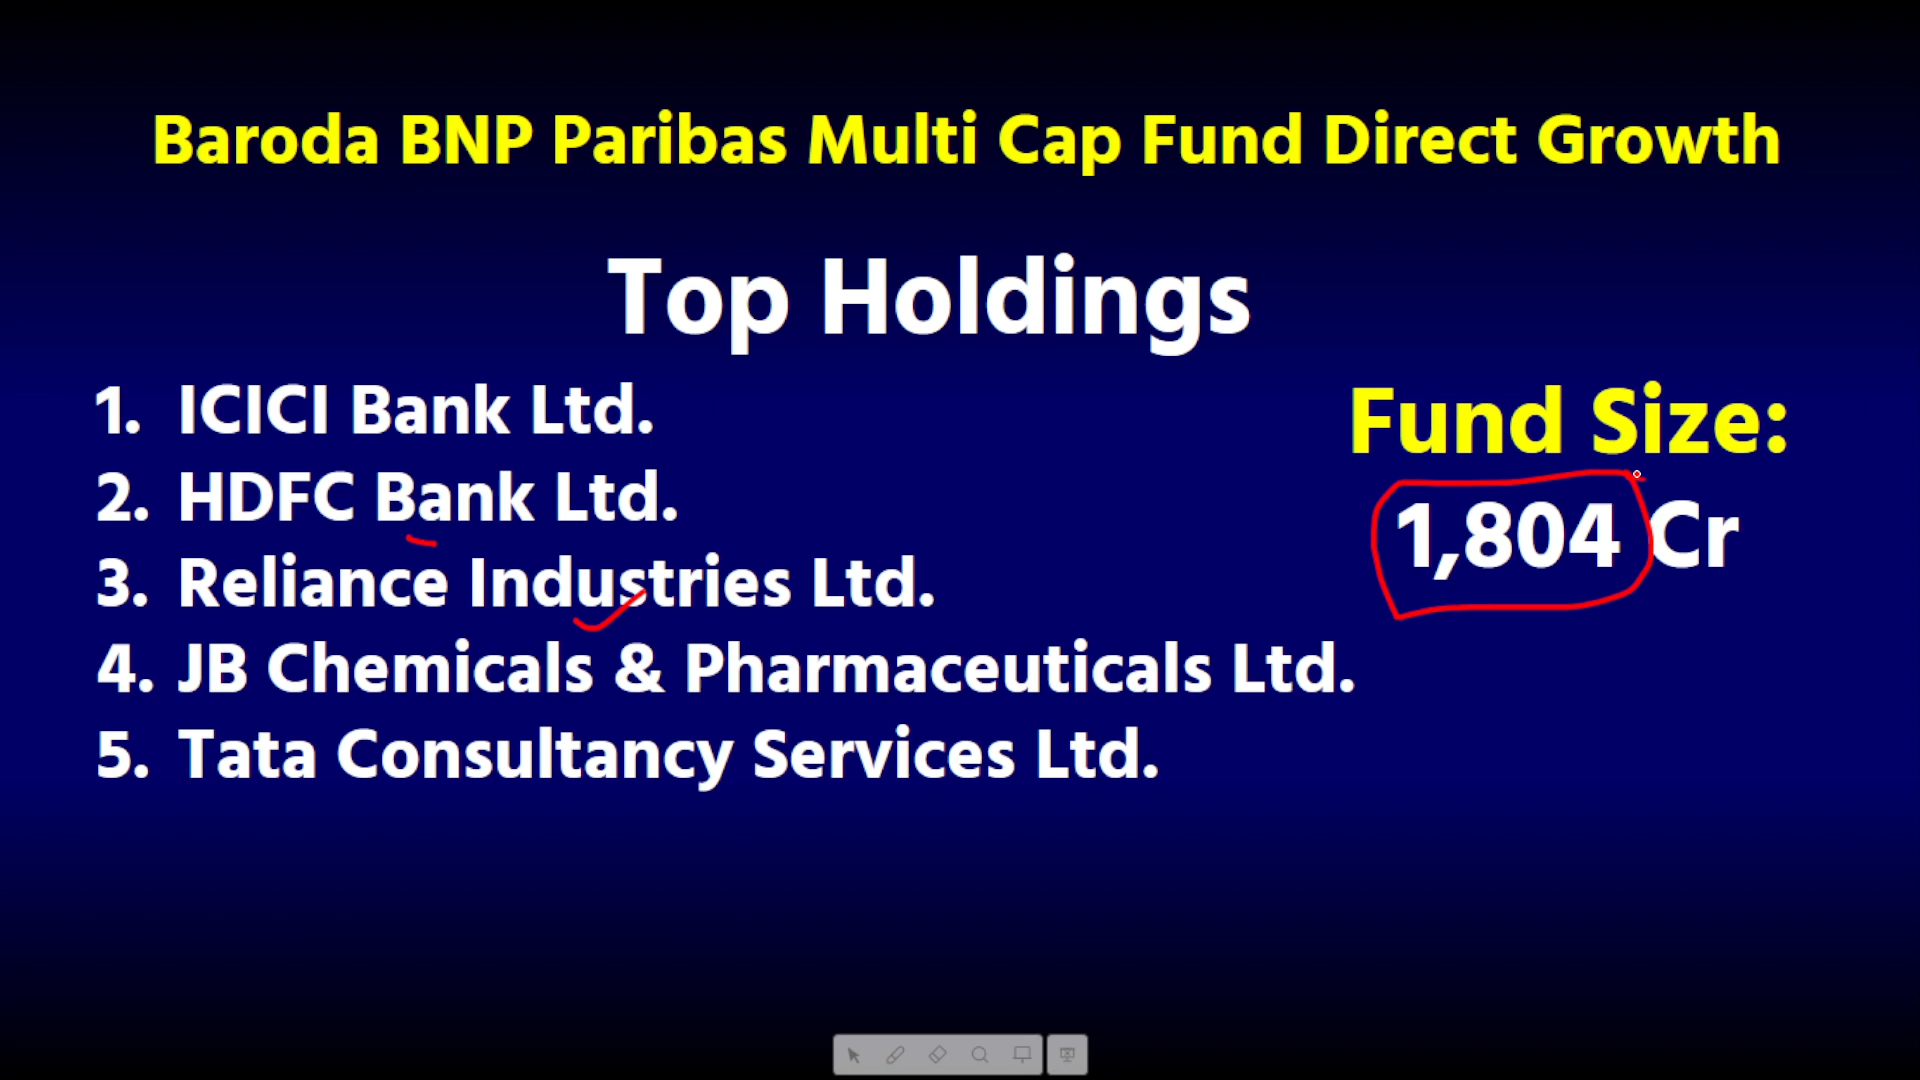 Baroda BNP Paribas Multi Cap Fund Direct Growth
Top Holdings
1. ICICI Bank Ltd.
2. HDFC Bank Ltd.
3. Reliance Industries Ltd.
4. JB Chemicals & Pharmaceuticals Ltd.
5. Tata Consultancy Services Ltd.
Fund Size:
1,804 Cr